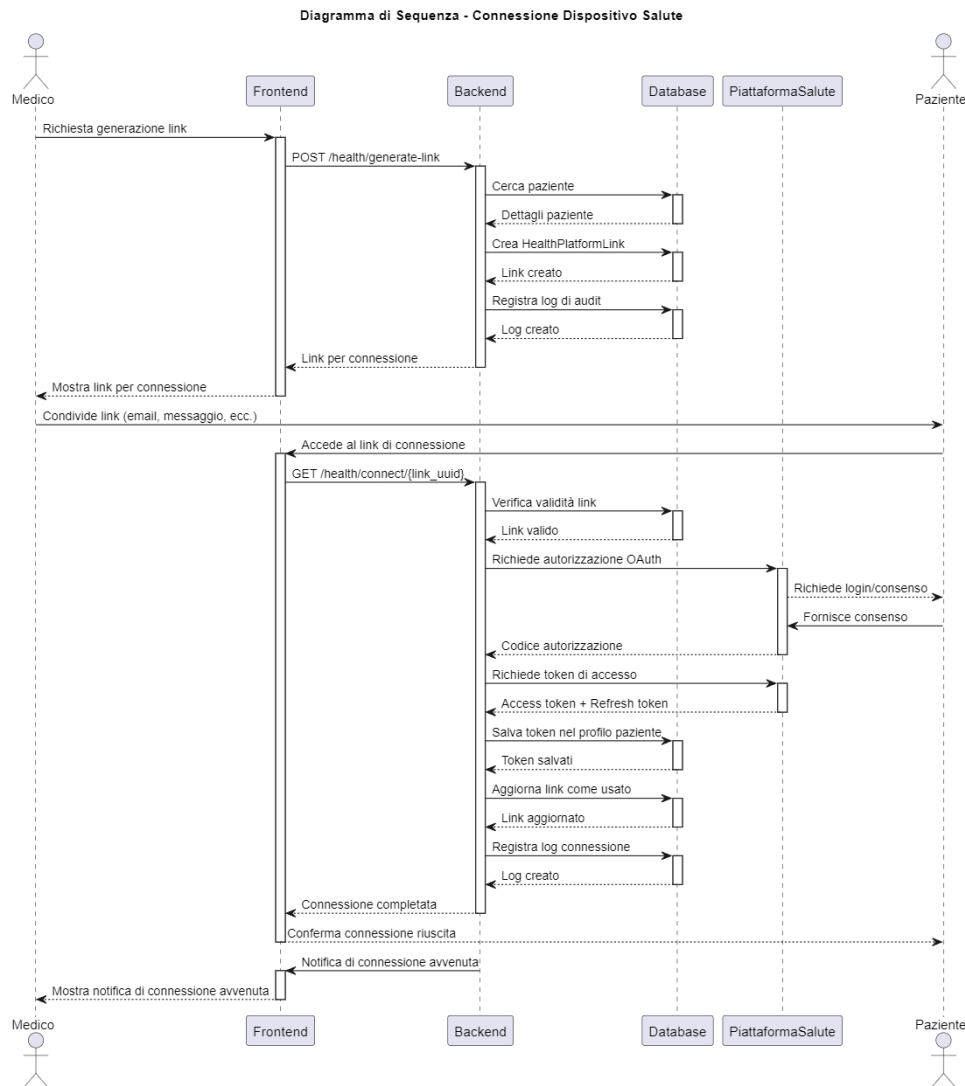 Diagramma di Sequenza - Connessione Dispositivo Salute
Medico
Frontend
Backend
Database
PiattaformaSalute
Paziente
Richiesta generazione link
POST /health/generate-link
Cerca paziente
Dettagli paziente
Crea HealthPlatformLink
Link creato
Registra log di audit
Log creato
Link per connessione
Mostra link per connessione
Condivide link (email, messaggio, ecc.)
Accede al link di connessione
GET /health/connect/{link_uuid}
Verifica validità link
Link valido
Richiede autorizzazione OAuth
Richiede login/consenso
Fornisce consenso
Codice autorizzazione
Richiede token di accesso
Access token + Refresh token
Salva token nel profilo paziente
Token salvati
Aggiorna link come usato
Link aggiornato
Registra log connessione
Log creato
Connessione completata
Conferma connessione riuscita
Notifica di connessione avvenuta
Mostra notifica di connessione avvenuta
Medico
Frontend
Backend
Database
PiattaformaSalute
Paziente